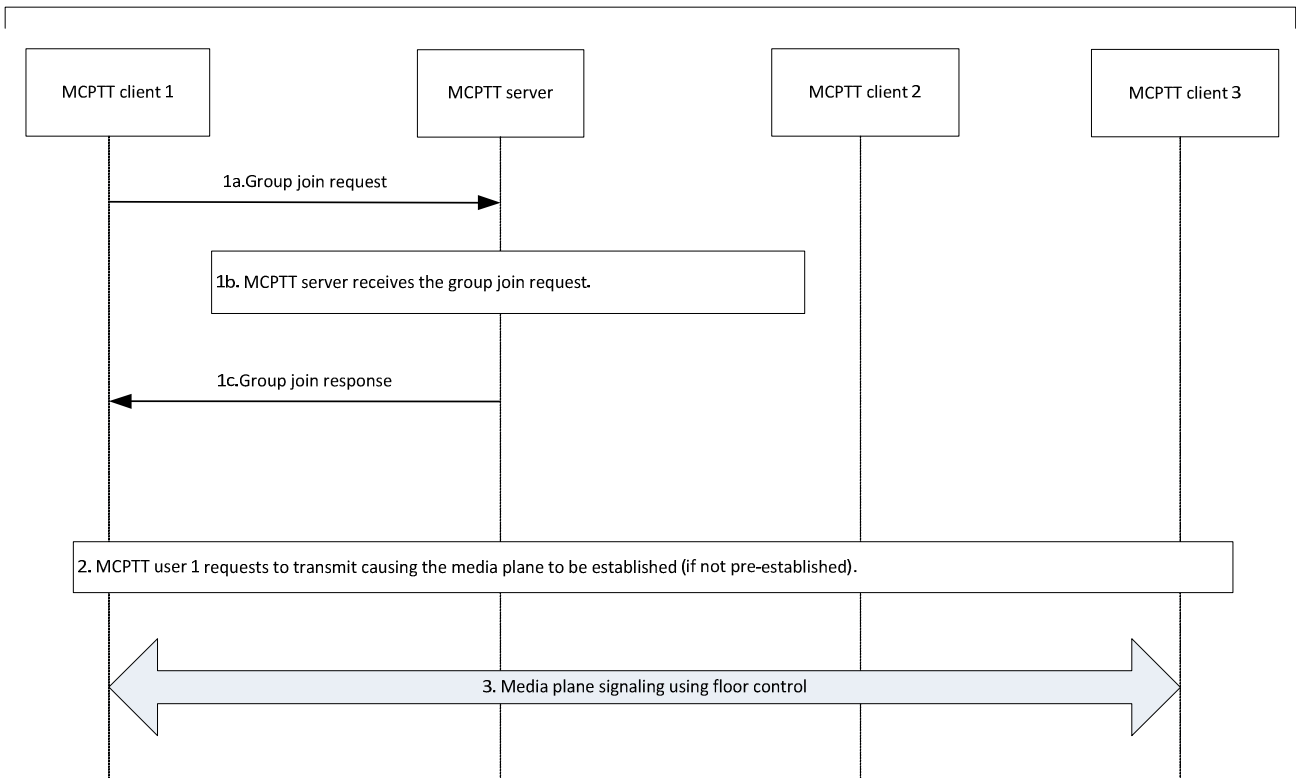 MCPTT client 1
MCPTT server
MCPTT client 2
MCPTT client 3
1a.Group join request
1b. MCPTT server receives the group join request.
1c.Group join response
2. MCPTT user 1 requests to transmit causing the media plane to be established (if not pre-established).
3. Media plane signaling using floor control